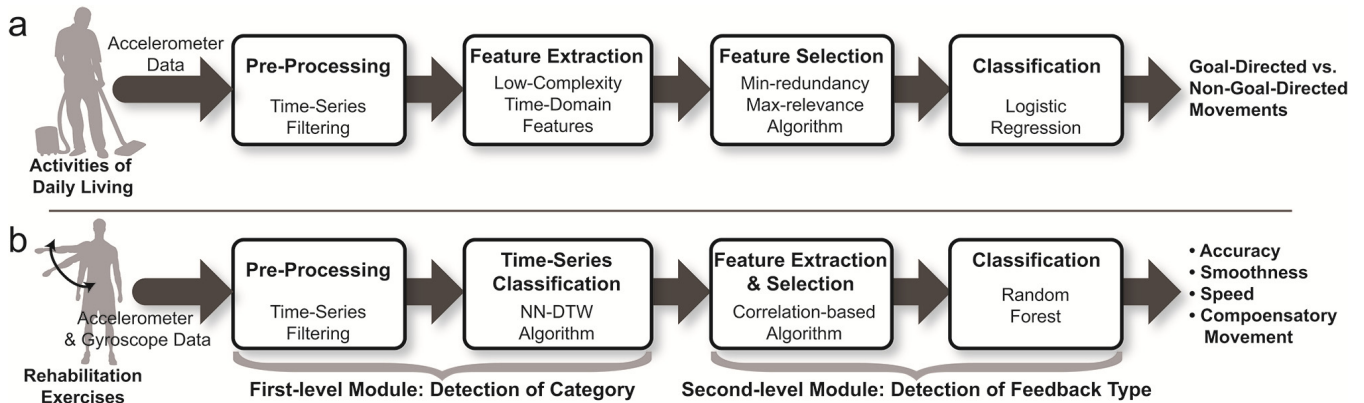 a
Accelerometer
Data
Activities of
Daily Living
Pre-Processing
Time-Series
Filtering
Feature Extraction
Low-Complexity
Time-Domain
Features
Feature Selection
Min-redundancy
Max-relevance
Algorithm
Classification
Logistic
Regression
Goal-Directed vs.
Non-Goal-Directed
Movements
b
Accelerometer
& Gyroscope Data
Rehabilitation
Exercises
Pre-Processing
Time-Series
Filtering
Time-Series
Classification
NN-DTW
Algorithm
Feature Extraction
& Selection
Correlation-based
Algorithm
Classification
Random
Forest
• Accuracy
• Smoothness
• Speed
• Compoensatory
Movement
First-level Module: Detection of Category
Second-level Module: Detection of Feedback Type